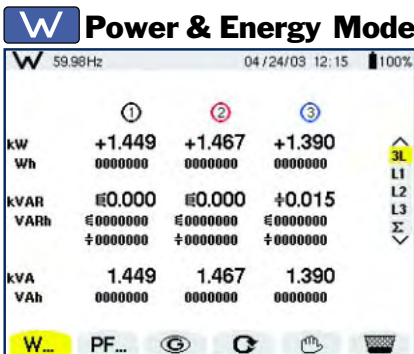 W Power & Energy Mode
W 59.98Hz 04/24/03 12:15 100%
1 2 3
kW +1.449 +1.467 +1.390
Wh 0000000 0000000 0000000
kVAR 0.000 0.000 0.015
VARh 0000000 0000000 0000000
0000000 0000000 0000000
kVA 1.449 1.467 1.390
VAh 0000000 0000000 0000000
3L
L1
L2
L3
Σ
W... PF... G